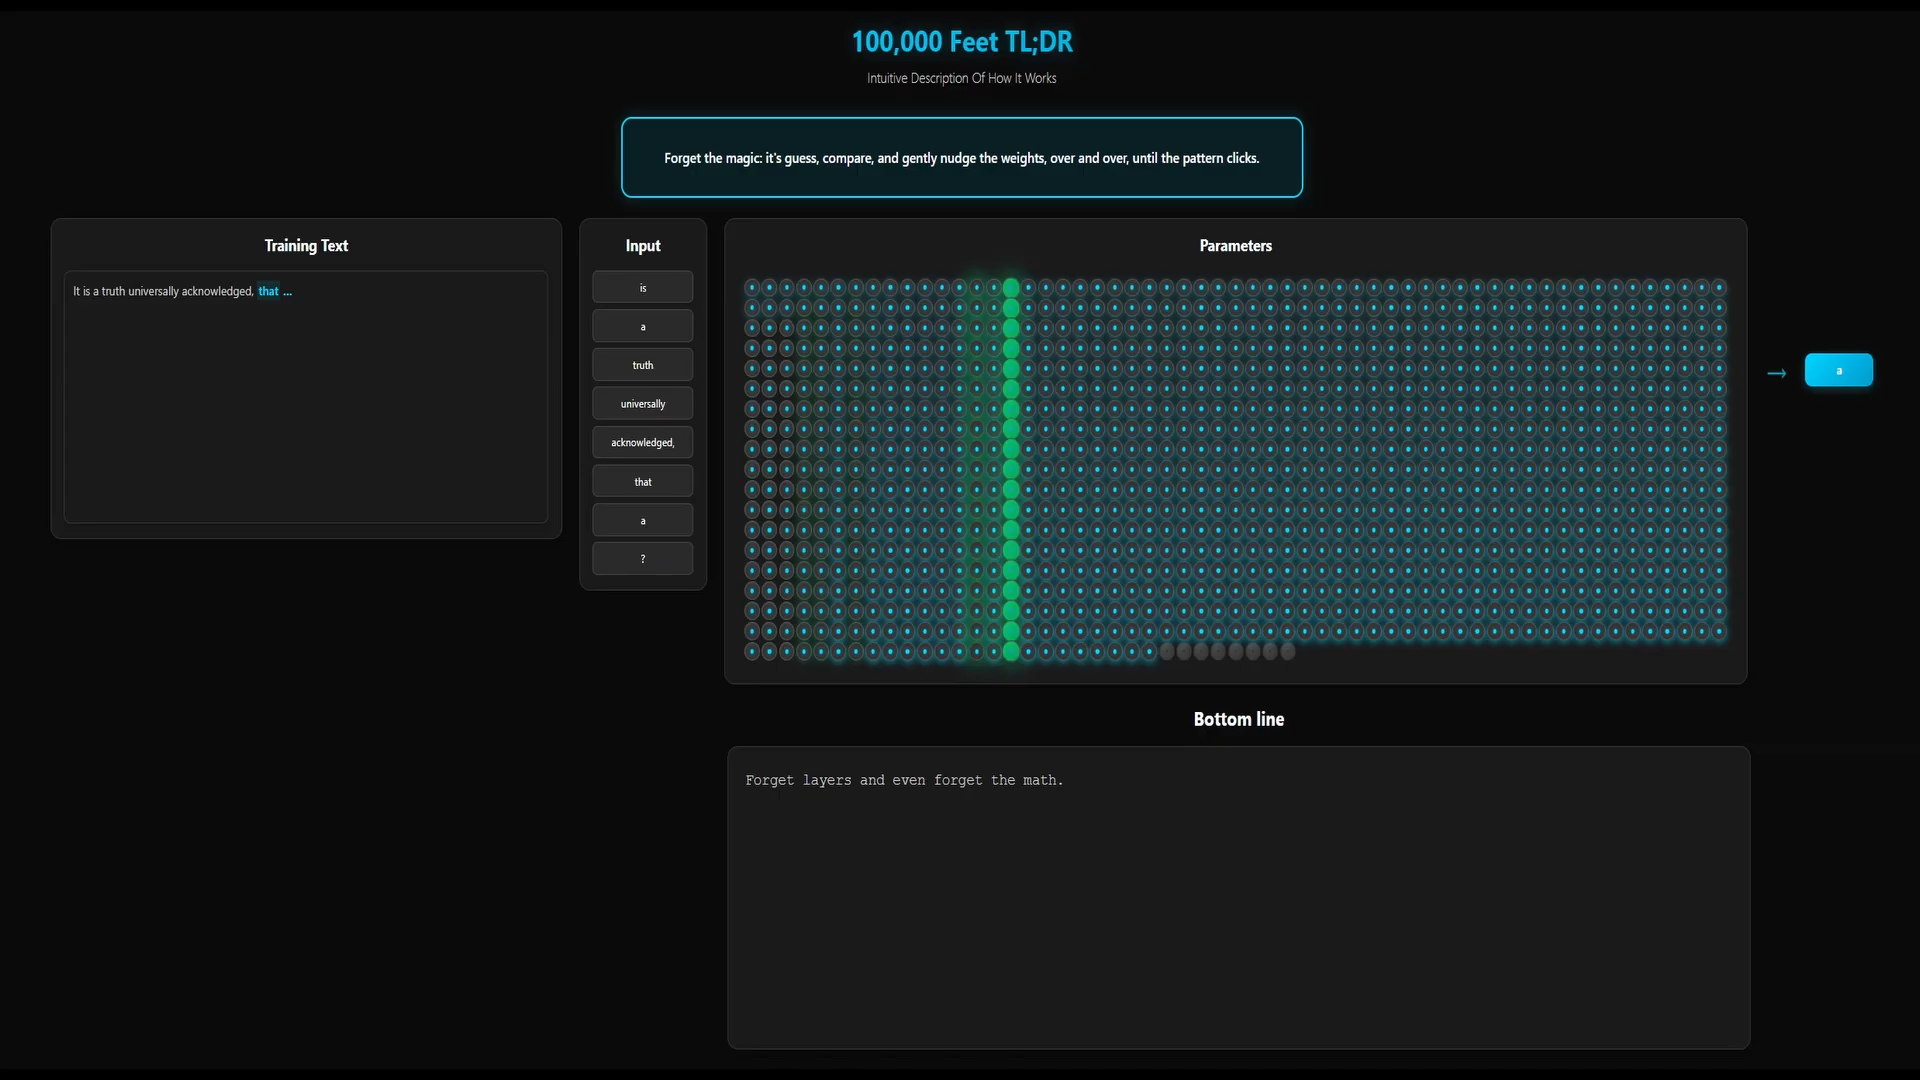 100,000 Feet TL;DR
Intuitive Description Of How It Works
Forget the magic: it's guess, compare, and gently nudge the weights, over and over, until the pattern clicks.
Training Text
It is a truth universally acknowledged, that ...
Input
is
a
truth
universally
acknowledged,
that
a
?
Parameters
→ a
Bottom line
Forget layers and even forget the math.